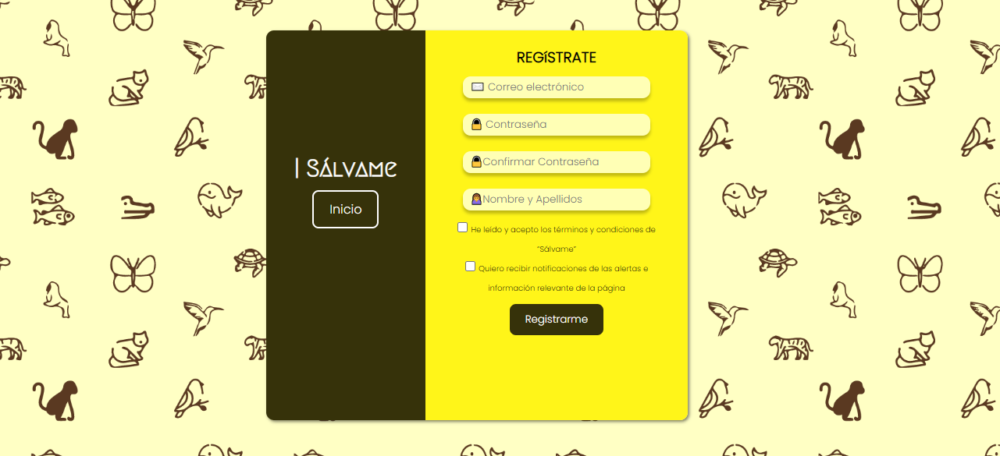 | SÁLVAME
Inicio
REGíSTRATE
Correo electrónico
Contraseña
Confirmar Contraseña
Nombre y Apellidos
He leido y acepto los términos y condiciones de
"Sálvame"
Quiero recibir notificaciones de las alertas e
información relevante de la página
Registrarme